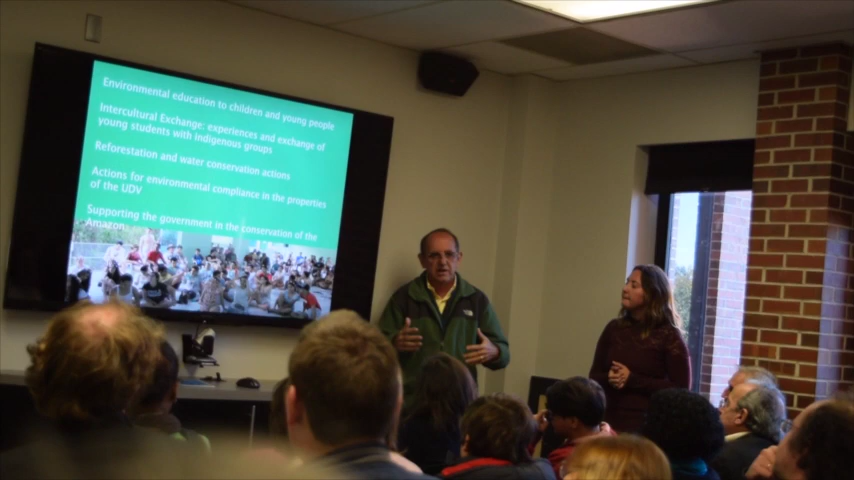 Environmental education to children and young people
Intercultural Exchange: experiences and exchange of
young students with indigenous groups
Reforestation and water conservation actions
Actions for environmental compliance in the properties
of the UDV
Supporting the government in the conservation of the
Amazon